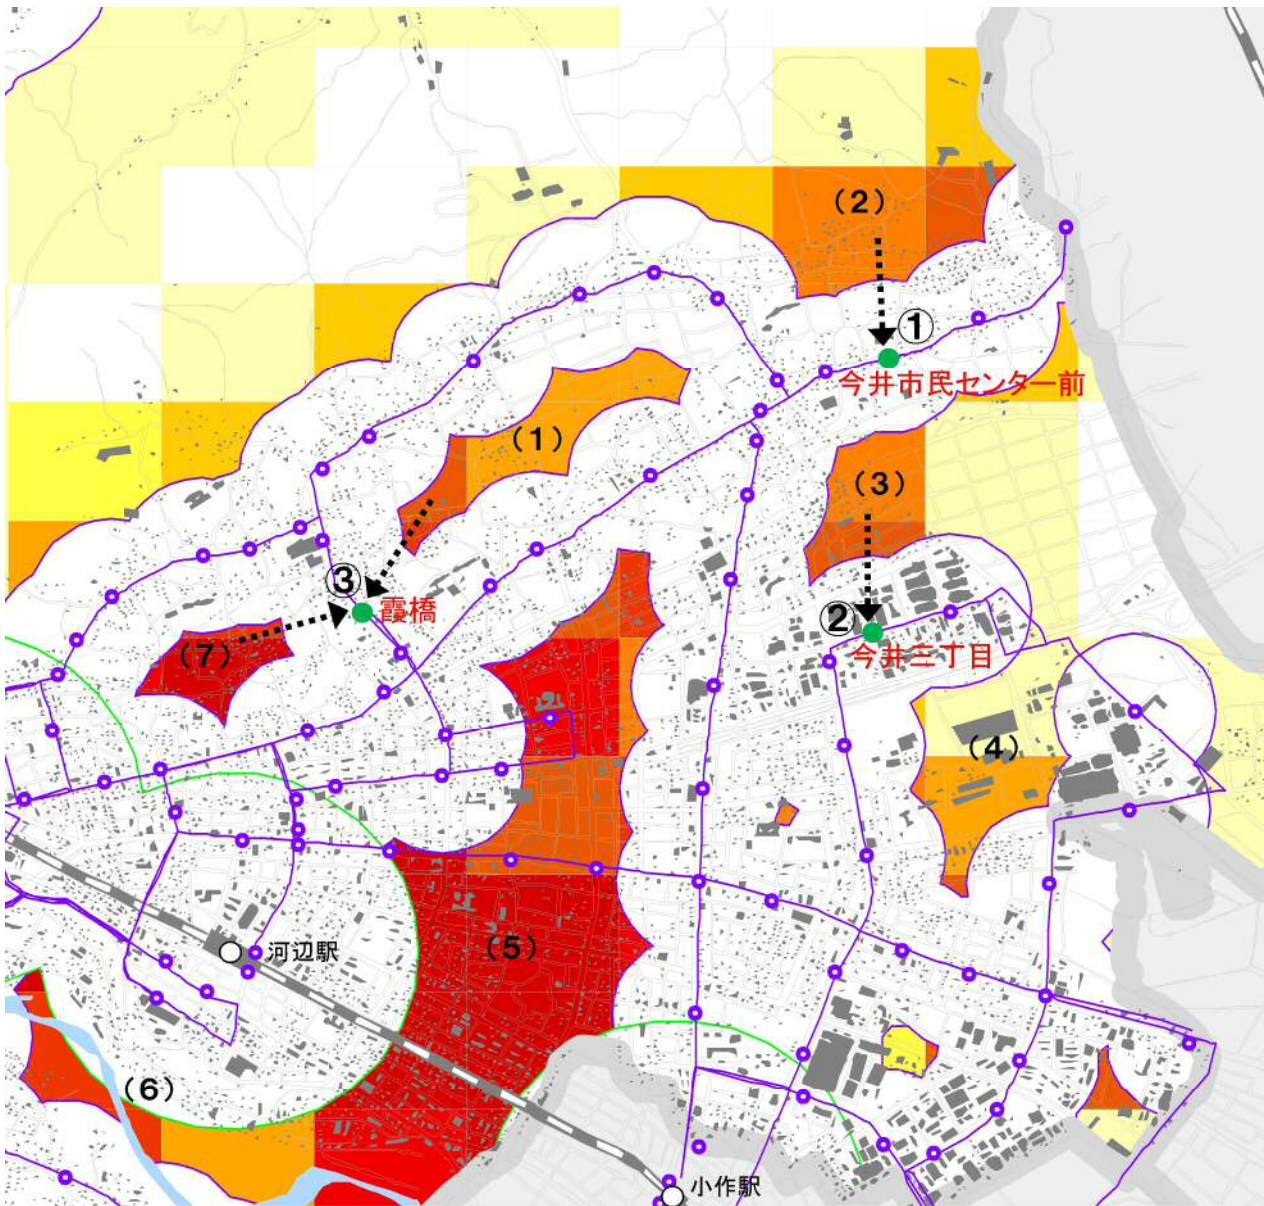 (2)
①
今井市民センター前
(1)
(3)
③
霞橋
②
今井三丁目
(7)
(4)
(5)
河辺駅
(6)
小作駅